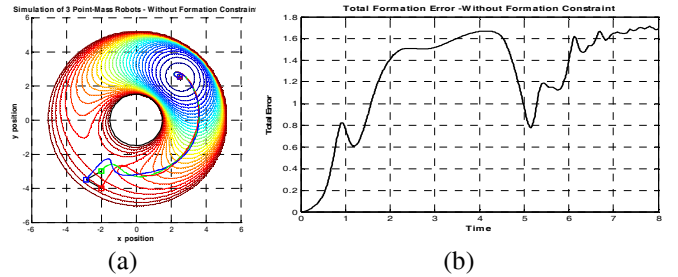 Simulation of 3 Point-Mass Robots - Without Formation Constraint
6
4
2
0
-2
-4
-6
y position
-6 -4 -2 0 2 4 6
x position
(a)
Total Formation Error -Without Formation Constraint
1.8
1.6
1.4
1.2
1
0.8
0.6
0.4
0.2
0
Total Error
0 1 2 3 4 5 6 7 8
Time
(b)